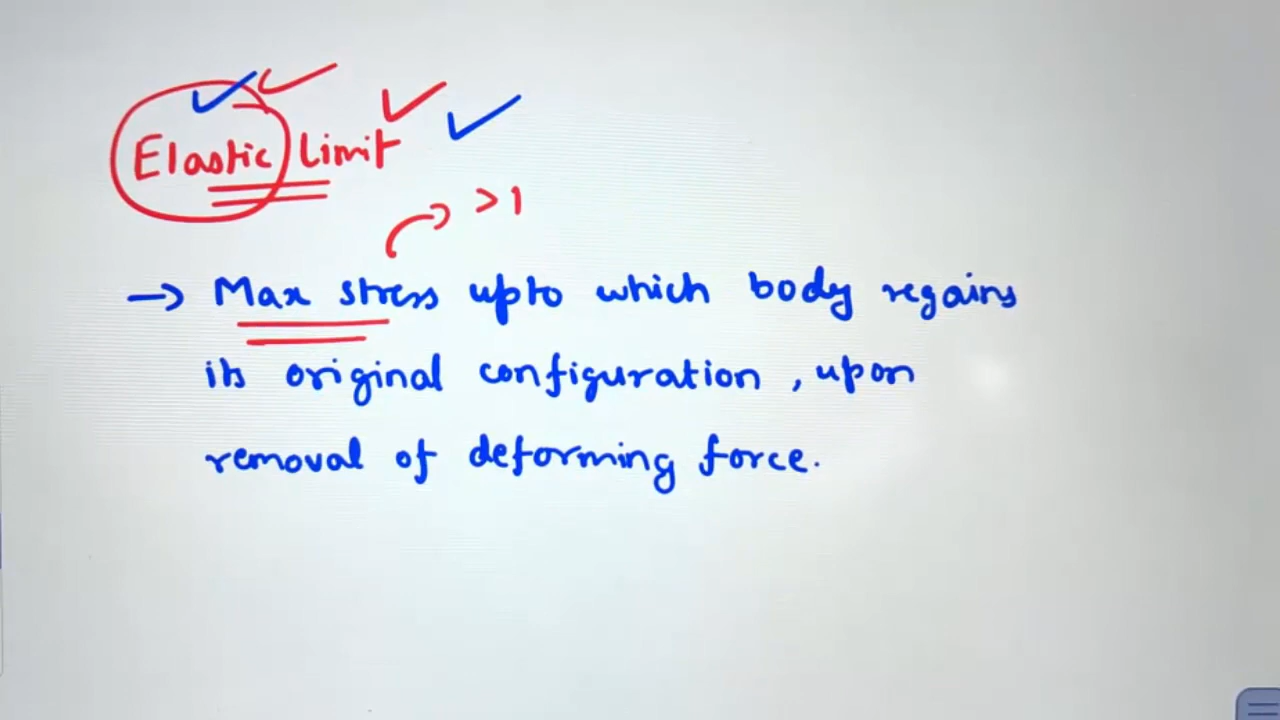 Elastic Limit
> 1
→ Max stress upto which body regains
its original configuration, upon
removal of deforming force.